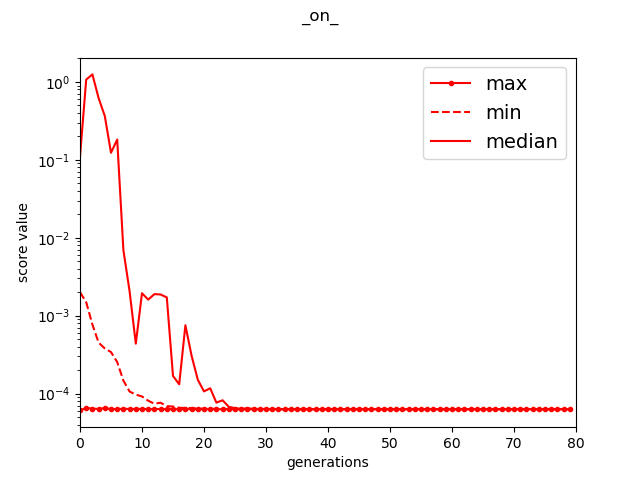 _on_
10⁰
10⁻¹
10⁻²
10⁻³
10⁻⁴
score value
max
min
median
0 10 20 30 40 50 60 70 80
generations